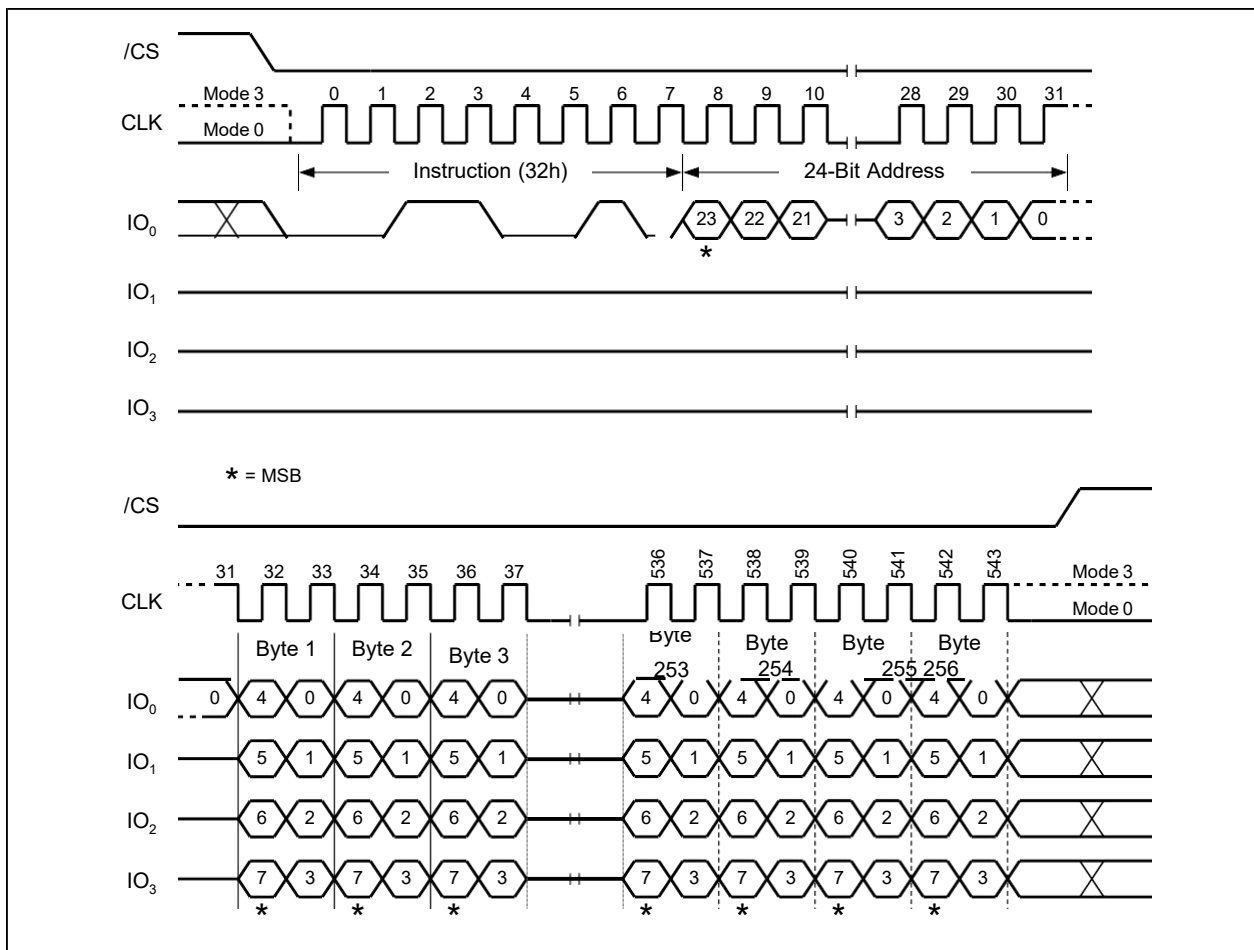 /CS
Mode 3
0 1 2 3 4 5 6 7 8 9 10 28 29 30 31
CLK
Mode 0
Instruction (32h)
24-Bit Address
IO0
23 22 21 3 2 1 0
*
IO1
IO2
IO3
* = MSB
/CS
31 32 33 34 35 36 37 536 537 538 539 540 541 542 543
Mode 3
CLK
Mode 0
Byte 1 Byte 2 Byte 3 Byte Byte Byte Byte
253 254 255 256
IO0
0 4 0 4 0 4 0 4 0 4 0 4 0 4 0
IO1
5 1 5 1 5 1 5 1 5 1 5 1 5 1
IO2
6 2 6 2 6 2 6 2 6 2 6 2 6 2
IO3
7 3 7 3 7 3 7 3 7 3 7 3 7 3
* * * * * * *